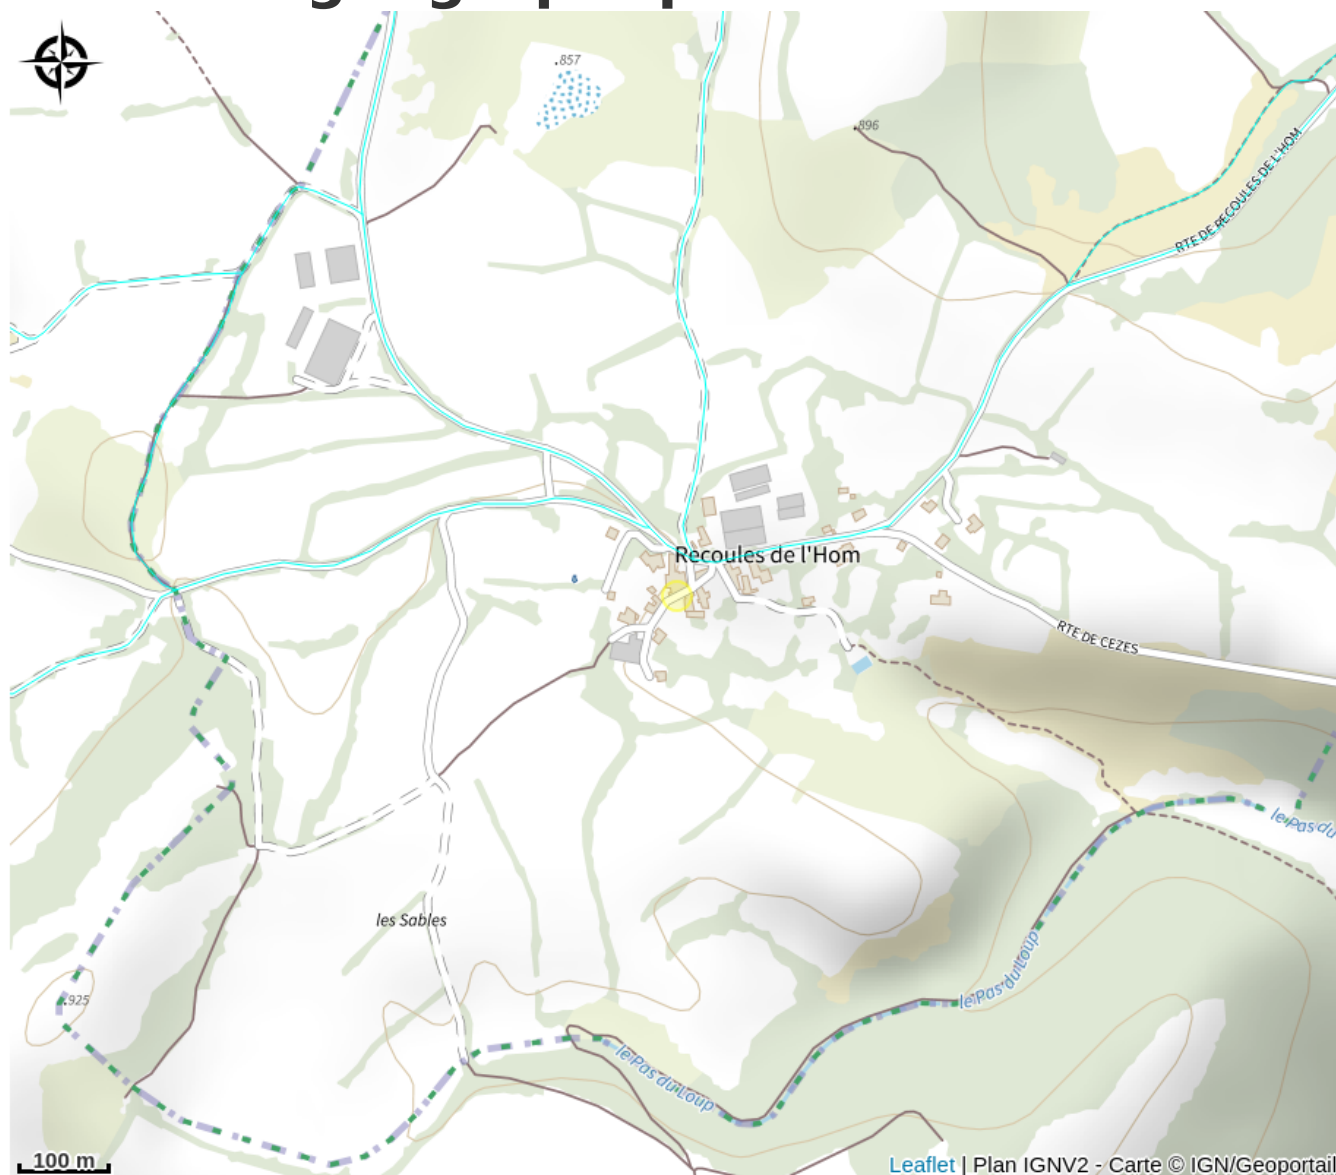 .857
.896
RTE DE RECOULES DE L'HOM
Recoules de l'Hom
RTE DE CEZES
le Pas du
les Sables
le Pas du Loup
.925
le Pas du Loup
100 m
Leaflet | Plan IGNV2 - Carte © IGN/Geoportail